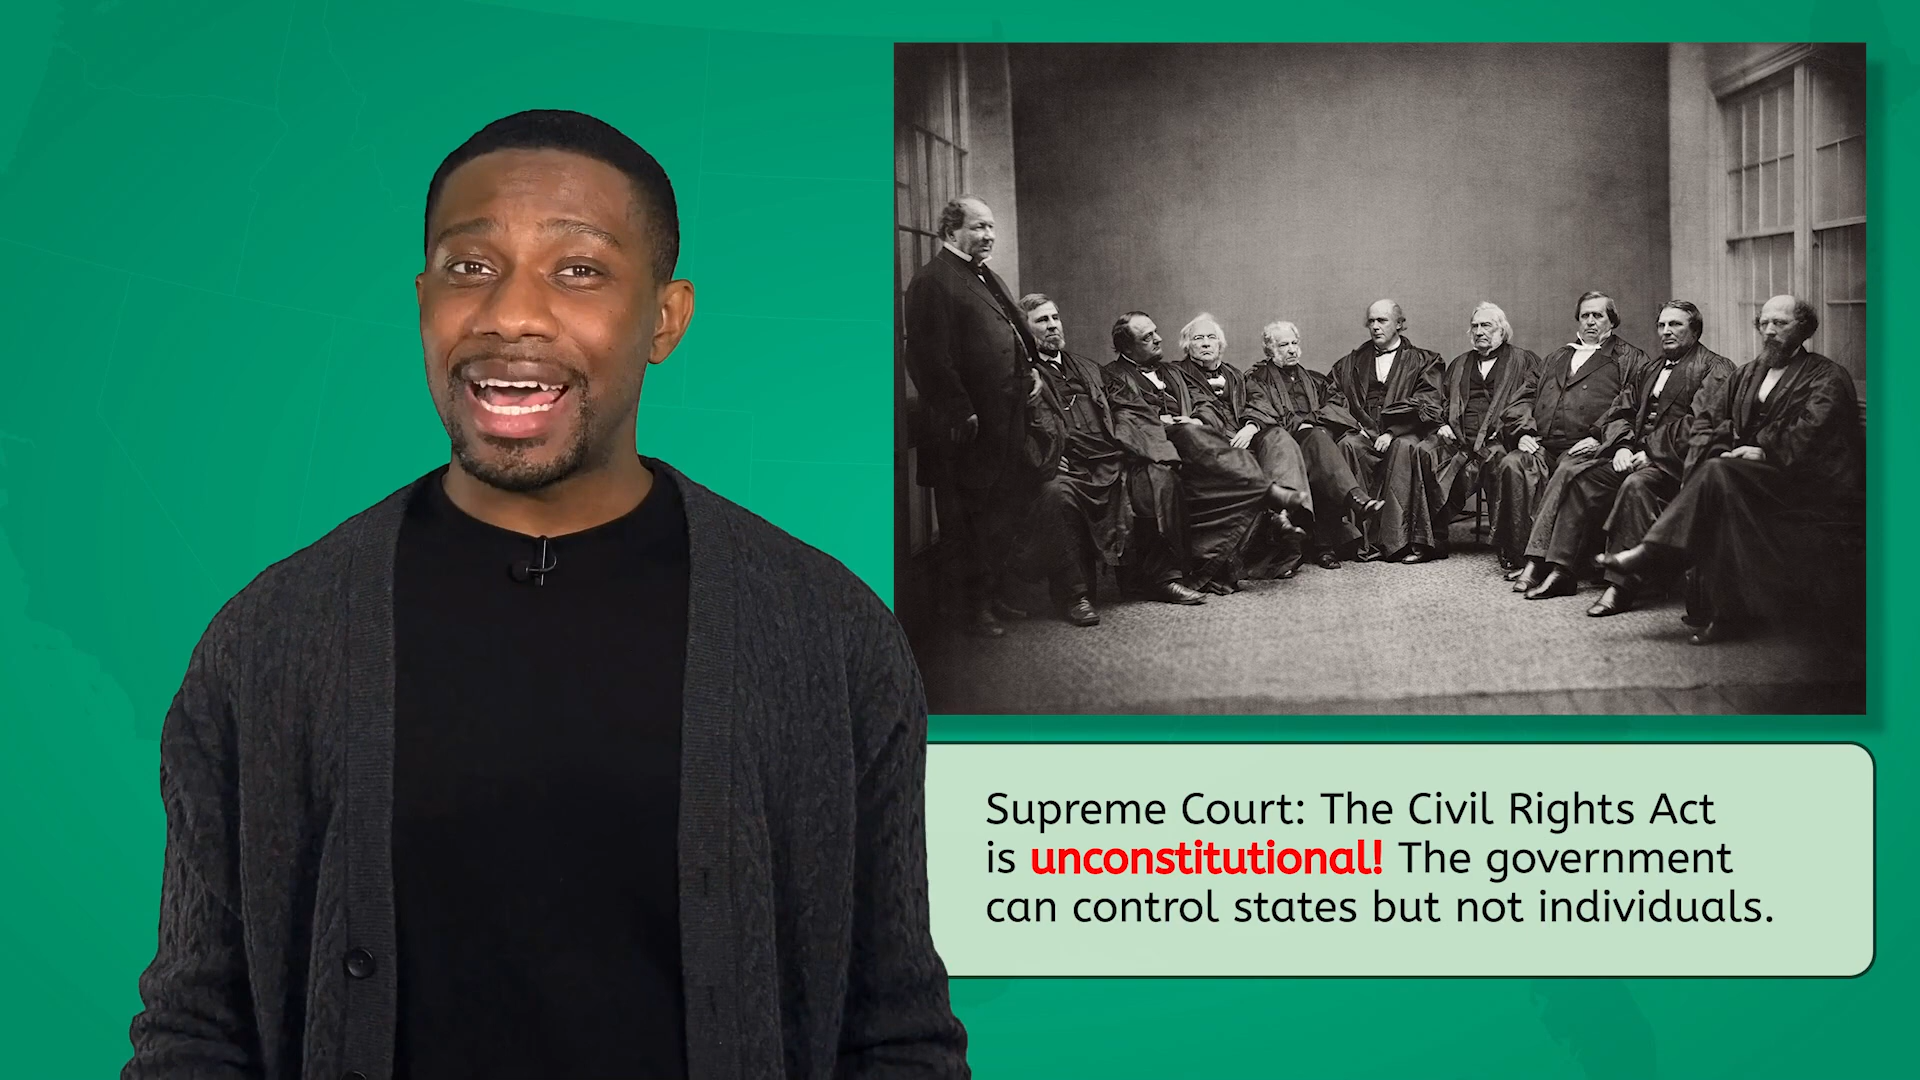 Supreme Court: The Civil Rights Act
is unconstitutional! The government
can control states but not individuals.